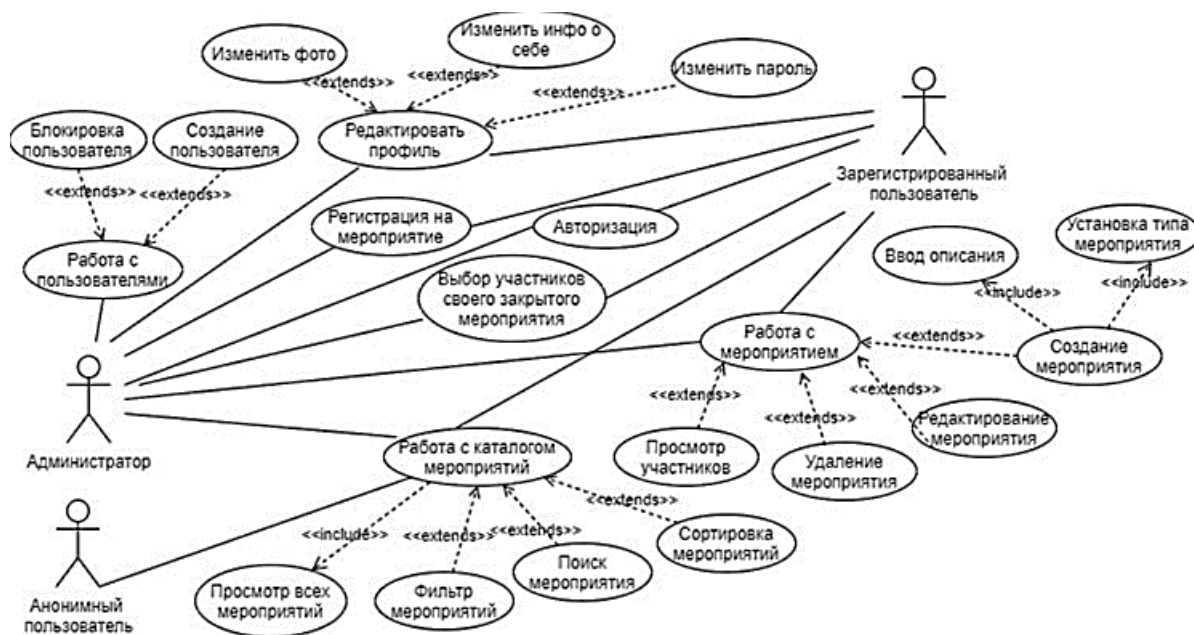 Изменить фото
Изменить инфо о
себе
Изменить пароль
<<extends>>
<<extends>>
<<extends>>
Блокировка
пользователя
Создание
пользователя
Редактировать
профиль
<<extends>>
<<extends>>
Зарегистрированный
пользователь
Регистрация на
мероприятие
Авторизация
Установка типа
мероприятия
Ввод описания
Работа с
пользователями
Выбор участников
своего закрытого
мероприятия
<<include>>
<<include>>
Работа с
мероприятием
<<extends>>
Создание
мероприятия
<<extends>>
<<extends>>
<<extends>>
Администратор
Работа с каталогом
мероприятий
Просмотр
участников
Удаление
мероприятия
Редактирование
мероприятия
<<include>>
<<extends>>
<<extends>>
<<extends>>
Сортировка
мероприятий
Поиск
мероприятия
Просмотр всех
мероприятий
Фильтр
мероприятий
Анонимный
пользователь